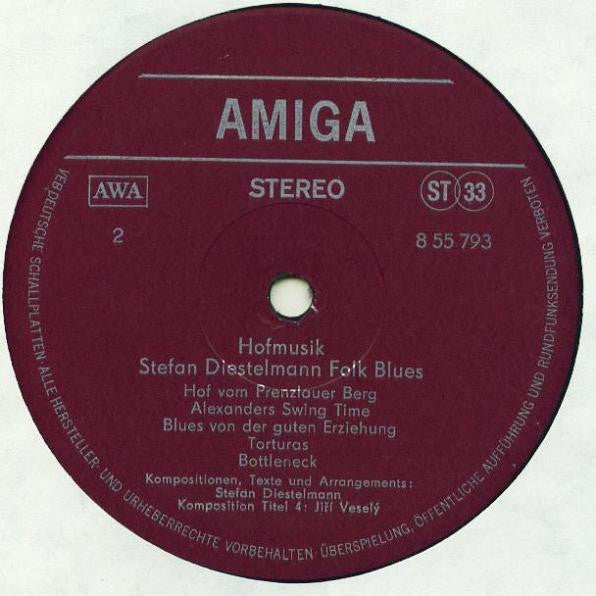 AMIGA
AWA
STEREO
ST 33
2
8 55 793
Hofmusik
Stefan Diestelmann Folk Blues
Hof vom Prenzlauer Berg
Alexanders Swing Time
Blues von der guten Erziehung
Torturas
Bottleneck
Kompositionen, Texte und Arrangements:
Stefan Diestelmann
Komposition Titel 4: Jiří Veselý
VEB DEUTSCHE SCHALLPLATTEN · ALLE HERSTELLER- UND URHEBERRECHTE VORBEHALTEN · ÜBERSPIELUNG, ÖFFENTLICHE AUFFÜHRUNG UND RUNDFUNKSENDUNG VERBOTEN